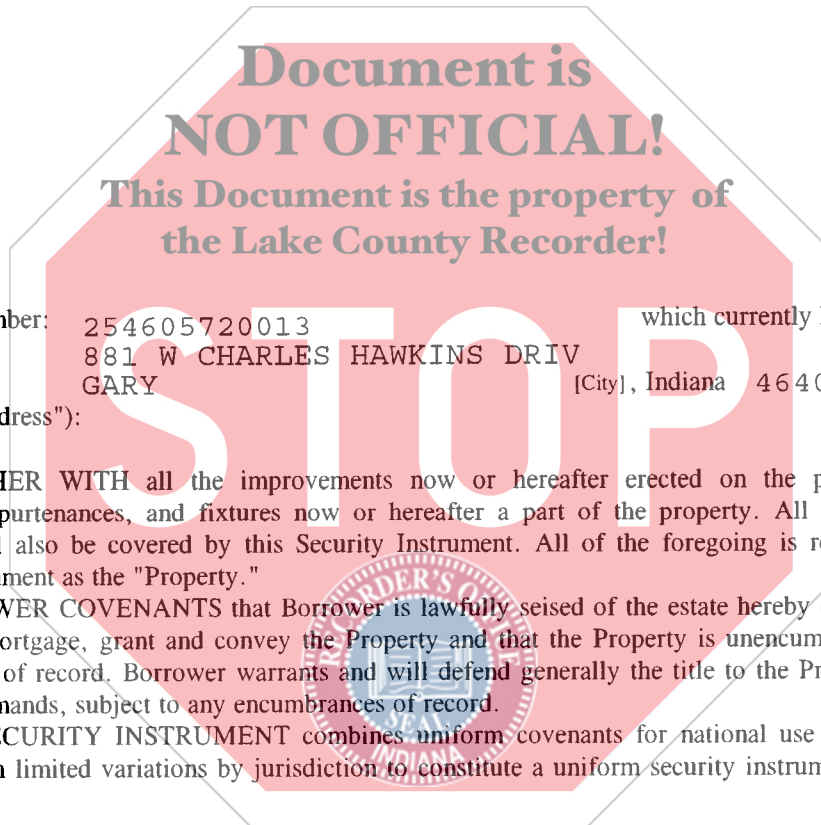 Document is
NOT OFFICIAL!
This Document is the property of
the Lake County Recorder!
STOP
nber: 254605720013 which currently
881 W CHARLES HAWKINS DRIV
GARY [City], Indiana 4640
dress"):
HER WITH all the improvements now or hereafter erected on the p
purtenances, and fixtures now or hereafter a part of the property. All
l also be covered by this Security Instrument. All of the foregoing is r
ment as the "Property."
WER COVENANTS that Borrower is lawfully seised of the estate hereby
ortgage, grant and convey the Property and that the Property is unencum
of record. Borrower warrants and will defend generally the title to the Pr
mands, subject to any encumbrances of record.
ECURITY INSTRUMENT combines uniform covenants for national use
n limited variations by jurisdiction to constitute a uniform security instrum
RECORDER'S OFFICE
SEAL
INDIANA